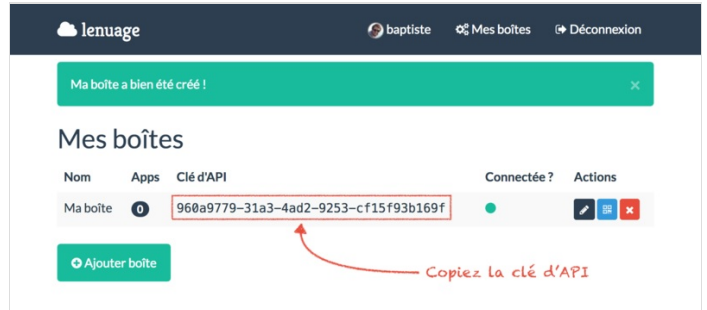 lenuage
baptiste
Mes boîtes
Déconnexion
Ma boîte a bien été créé !
×
Mes boîtes
Nom Apps Clé d'API Connectée ? Actions
Ma boîte 0 960a9779-31a3-4ad2-9253-cf15f93b169f
Ajouter boîte
Copiez la clé d'API